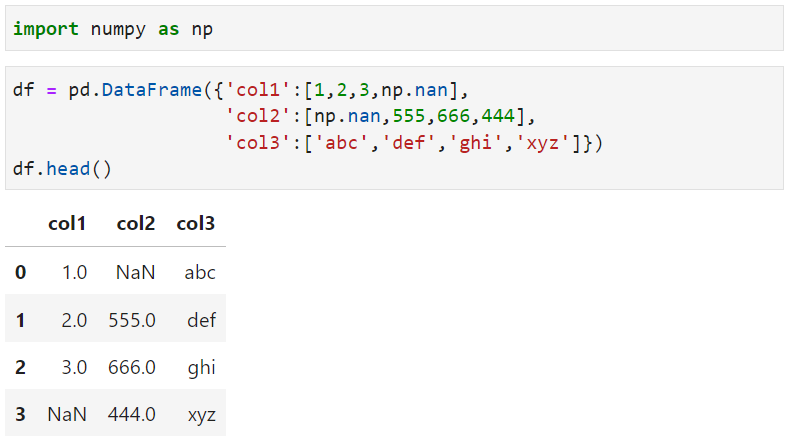 import numpy as np
df = pd.DataFrame({'col1':[1,2,3,np.nan],
'col2':[np.nan,555,666,444],
'col3':['abc','def','ghi','xyz']})
df.head()
col1 col2 col3
0 1.0 NaN abc
1 2.0 555.0 def
2 3.0 666.0 ghi
3 NaN 444.0 xyz